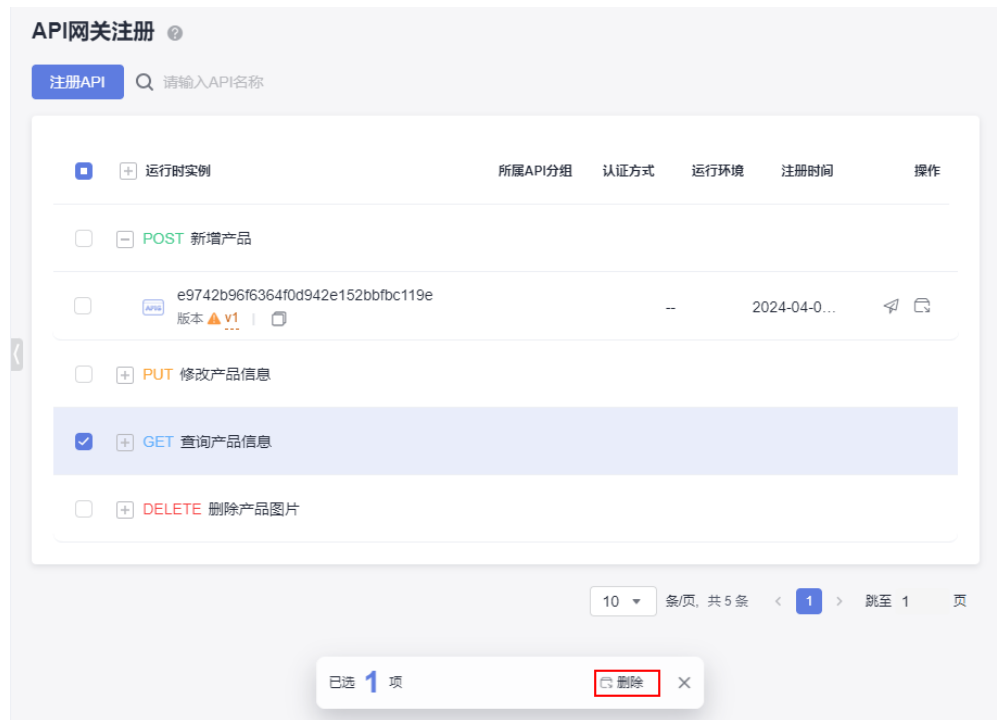 API网关注册
注册API 请输入API名称
运行时实例 所属API分组 认证方式 运行环境 注册时间 操作
POST 新增产品
e9742b96f6364f0d942e152bbfbc119e
-- 2024-04-0...
版本 v1
PUT 修改产品信息
GET 查询产品信息
DELETE 删除产品图片
10 条/页, 共 5 条 < 1 > 跳至 1 页
已选 1 项 删除